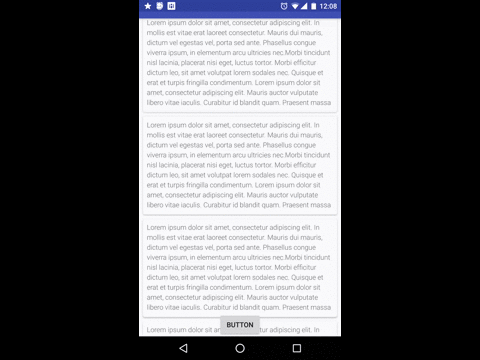 12:08
Lorem ipsum dolor sit amet, consectetur adipiscing elit. In
mollis est vitae erat laoreet consectetur. Duis dui mauris,
dictum vel egestas vel, porta sed ante. Phasellus congue
viverra ipsum, in elementum arcu ultricies nec.Morbi tincidunt
nisl lacinia, placerat nisi eget, luctus tortor. Morbi efficitur
dictum leo, sit amet volutpat lorem sodales nec. Quisque et
erat et turpis fringilla condimentum. Lorem ipsum dolor sit
amet, consectetur adipiscing elit. Mauris auctor vulputate
libero vitae iaculis. Curabitur id blandit quam. Praesent massa
Lorem ipsum dolor sit amet, consectetur adipiscing elit. In
mollis est vitae erat laoreet consectetur. Duis dui mauris,
dictum vel egestas vel, porta sed ante. Phasellus congue
viverra ipsum, in elementum arcu ultricies nec.Morbi tincidunt
nisl lacinia, placerat nisi eget, luctus tortor. Morbi efficitur
dictum leo, sit amet volutpat lorem sodales nec. Quisque et
erat et turpis fringilla condimentum. Lorem ipsum dolor sit
amet, consectetur adipiscing elit. Mauris auctor vulputate
libero vitae iaculis. Curabitur id blandit quam. Praesent massa
Lorem ipsum dolor sit amet, consectetur adipiscing elit. In
mollis est vitae erat laoreet consectetur. Duis dui mauris,
dictum vel egestas vel, porta sed ante. Phasellus congue
viverra ipsum, in elementum arcu ultricies nec.Morbi tincidunt
nisl lacinia, placerat nisi eget, luctus tortor. Morbi efficitur
dictum leo, sit amet volutpat lorem sodales nec. Quisque et
erat et turpis fringilla condimentum. Lorem ipsum dolor sit
amet, consectetur adipiscing elit. Mauris auctor vulputate
libero vitae iaculis. Curabitur id blandit quam. Praesent massa
BUTTON
Lorem ipsum dolor sit adipiscing elit. In